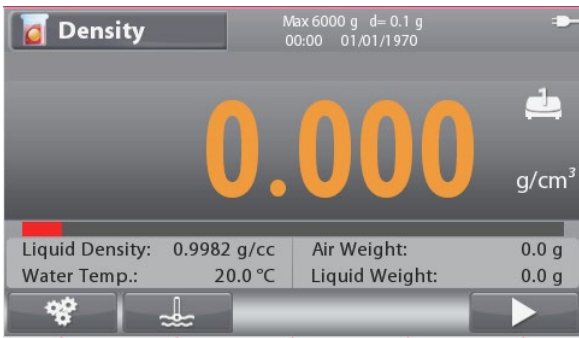 Density
Max 6000 g d= 0.1 g
00:00 01/01/1970
1
0.000
g/cm³
Liquid Density: 0.9982 g/cc
Water Temp.: 20.0 °C
Air Weight: 0.0 g
Liquid Weight: 0.0 g